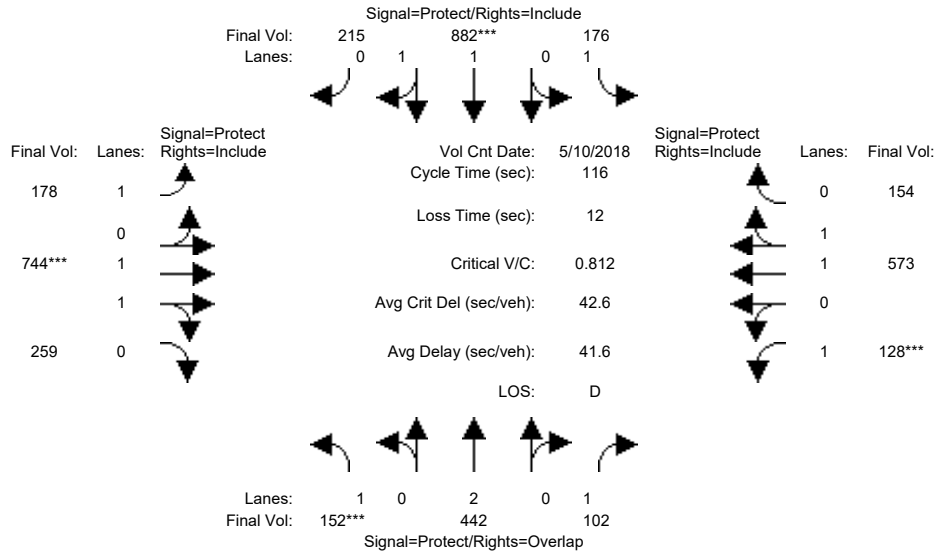 Signal=Protect/Rights=Include
Final Vol: 215 882*** 176
Lanes: 0 1 1 0 1
Signal=Protect
Final Vol: Lanes: Rights=Include
Vol Cnt Date: 5/10/2018
Signal=Protect
Rights=Include Lanes: Final Vol:
Cycle Time (sec): 116
178 1
0 154
Loss Time (sec): 12
0
1
744*** 1
Critical V/C: 0.812
1 573
1
Avg Crit Del (sec/veh): 42.6
0
259 0
Avg Delay (sec/veh): 41.6
1 128***
LOS: D
Lanes: 1 0 2 0 1
Final Vol: 152*** 442 102
Signal=Protect/Rights=Overlap